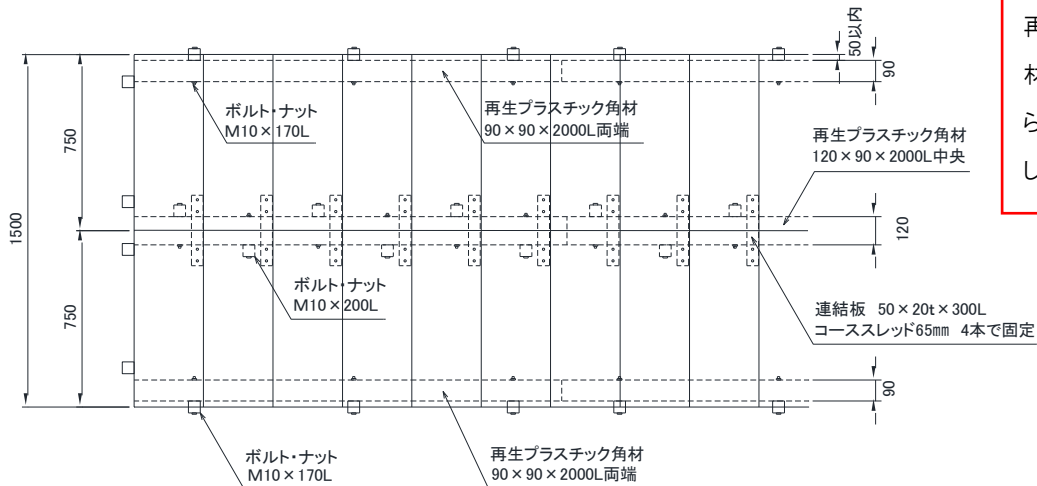 50以内
90
再
材
ら
し
ボルト・ナット
M10×170L
再生プラスチック角材
90×90×2000L両端
再生プラスチック角材
120×90×2000L中央
750
1500
120
ボルト・ナット
M10×200L
750
連結板 50×20t×300L
コーススレッド65mm 4本で固定
90
ボルト・ナット
M10×170L
再生プラスチック角材
90×90×2000L両端